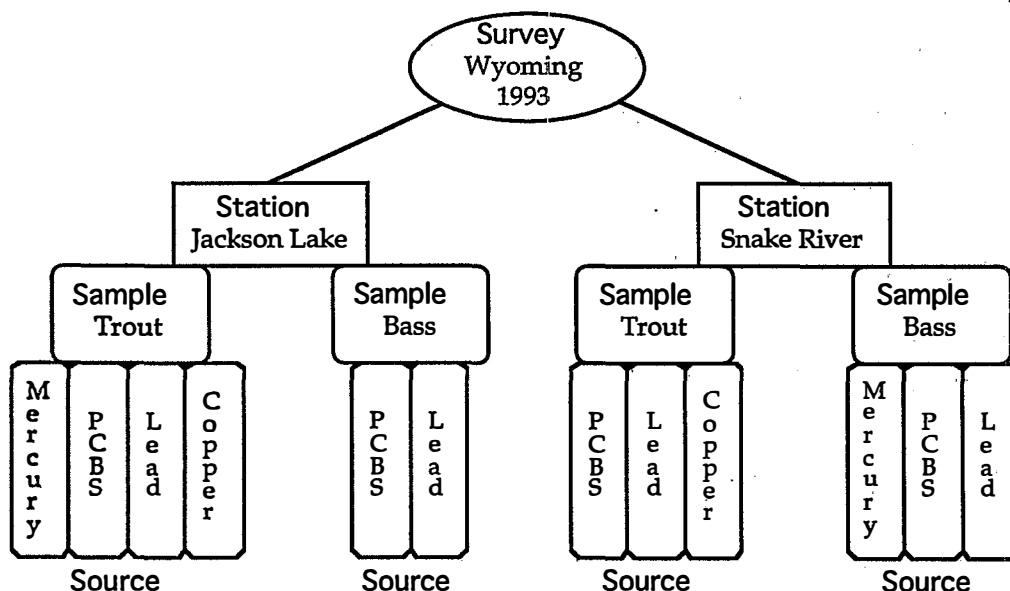 Survey
Wyoming
1993
Station
Jackson Lake
Station
Snake River
Sample
Trout
Sample
Bass
Sample
Trout
Sample
Bass
Mercury
PCBS
Lead
Copper
PCBS
Lead
PCBS
Lead
Copper
Mercury
PCBS
Lead
Source
Source
Source
Source